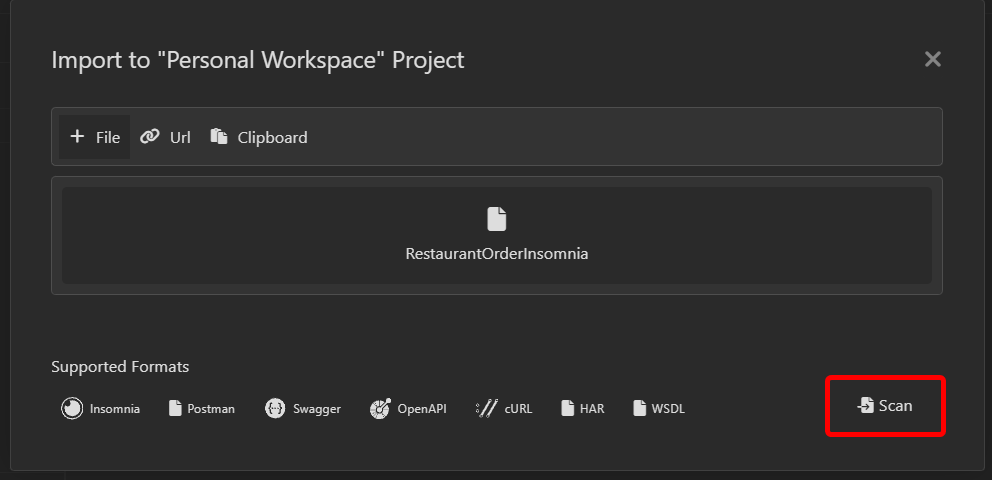 Import to "Personal Workspace" Project
File Url Clipboard
RestaurantOrderInsomnia
Supported Formats
Insomnia Postman Swagger OpenAPI cURL HAR WSDL
Scan